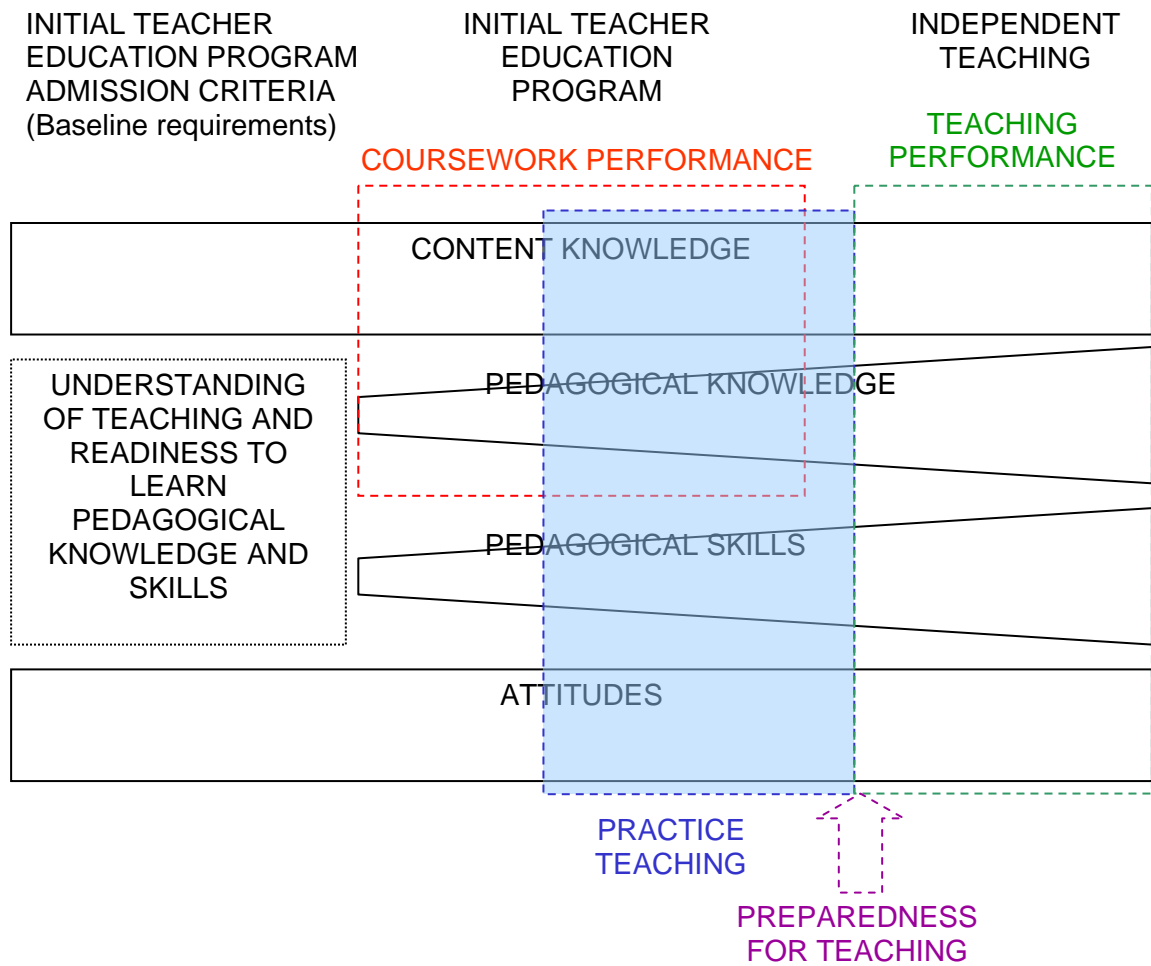 INITIAL TEACHER
EDUCATION PROGRAM
ADMISSION CRITERIA
(Baseline requirements)
INITIAL TEACHER
EDUCATION
PROGRAM
INDEPENDENT
TEACHING
COURSEWORK PERFORMANCE
TEACHING
PERFORMANCE
CONTENT KNOWLEDGE
UNDERSTANDING
OF TEACHING AND
READINESS TO
LEARN
PEDAGOGICAL
KNOWLEDGE AND
SKILLS
PEDAGOGICAL KNOWLEDGE
PEDAGOGICAL SKILLS
ATTITUDES
PRACTICE
TEACHING
PREPAREDNESS
FOR TEACHING